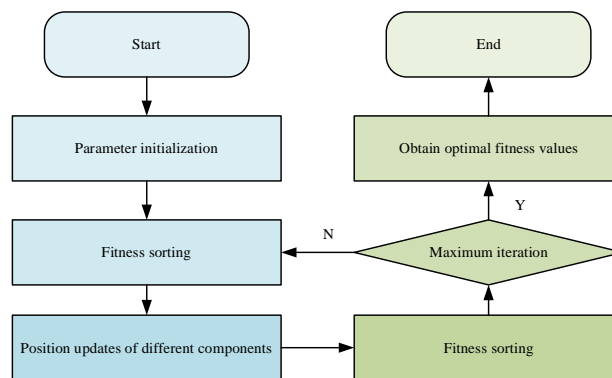 Start
Parameter initialization
Fitness sorting
Position updates of different components
Fitness sorting
Maximum iteration
N
Y
Obtain optimal fitness values
End